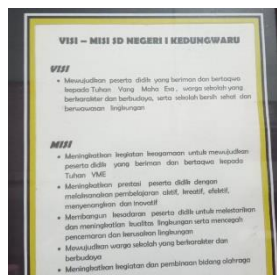 VISI – MISI SD NEGERI I KEDUNGWARU
VISI
• Mewujudkan peserta didik yang beriman dan bertaqwa
kepada Tuhan Yang Maha Esa, warga sekolah yang
berkarakter dan berbudaya, serta sekolah bersih sehat dan
berwawasan lingkungan
MISI
• Meningkatkan kegiatan keagamaan untuk mewujudkan
peserta didik yang beriman dan bertaqwa kepada
Tuhan YME
• Meningkatkan prestasi peserta didik dengan
melaksanakan pembelajaran aktif, kreatif, efektif,
menyenangkan dan inovatif
• Membangun kesadaran peserta didik untuk melestarikan
dan meningkatkan kualitas lingkungan serta mencegah
pencemaran dan kerusakan lingkungan
• Mewujudkan warga sekolah yang berkarakter dan
berbudaya
• Meningkatkan kegiatan dan pembinaan bidang olahraga